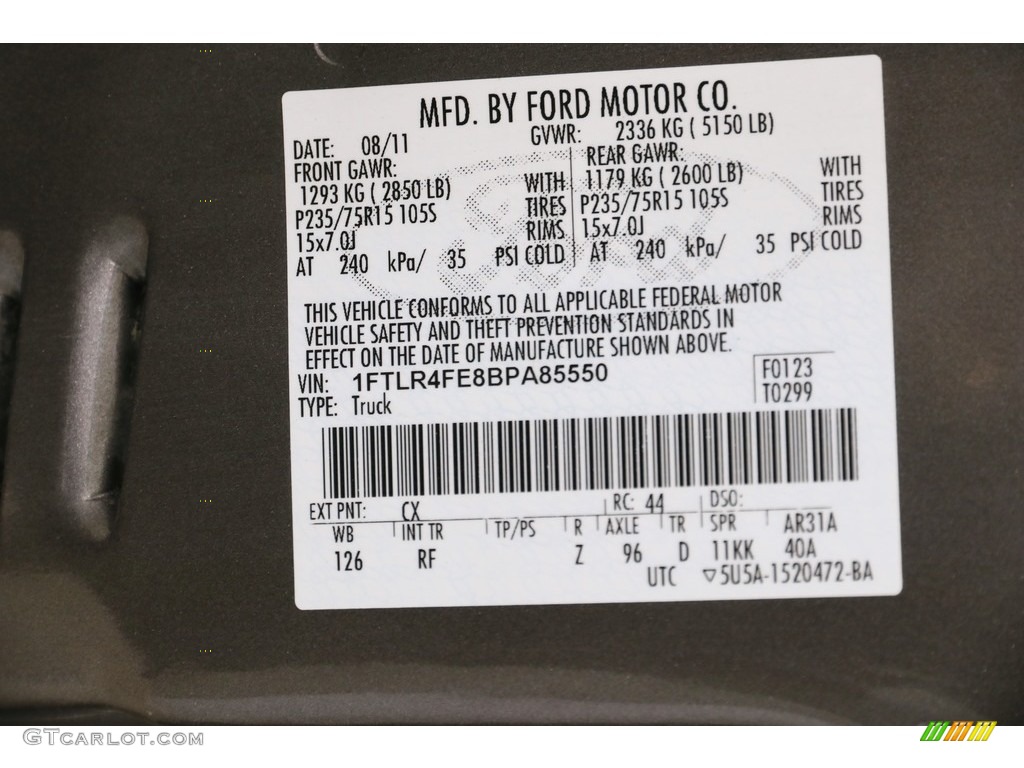 MFD. BY FORD MOTOR CO.
DATE: 08/11 GVWR: 2336 KG ( 5150 LB)
FRONT GAWR: REAR GAWR:
1293 KG ( 2850 LB) WITH 1179 KG ( 2600 LB) WITH
P235/75R15 105S TIRES P235/75R15 105S TIRES
15x7.0J RIMS 15x7.0J RIMS
AT 240 kPa/ 35 PSI COLD AT 240 kPa/ 35 PSI COLD
Ford
THIS VEHICLE CONFORMS TO ALL APPLICABLE FEDERAL MOTOR
VEHICLE SAFETY AND THEFT PREVENTION STANDARDS IN
EFFECT ON THE DATE OF MANUFACTURE SHOWN ABOVE.
VIN: 1FTLR4FE8BPA85550 F0123
TYPE: Truck T0299
EXT PNT: CX RC: 44 DSO:
WB INT TR TP/PS R AXLE TR SPR AR31A
126 RF Z 96 D 11KK 40A
UTC ▽5U5A-1520472-BA
GTCarlot.com